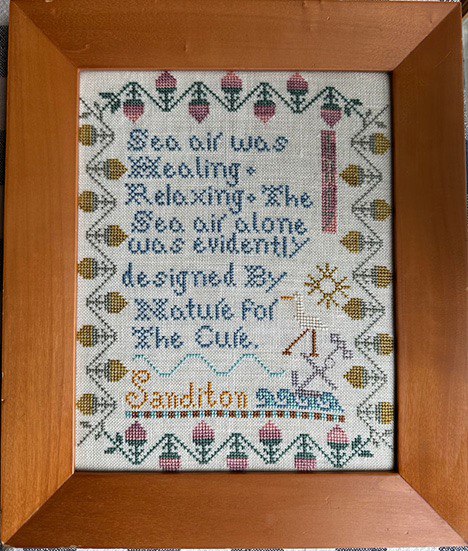 Sea air was
Healing.
Relaxing. The
Sea air alone
was evidently
designed By
Nature for
The Cure.
Sanditon